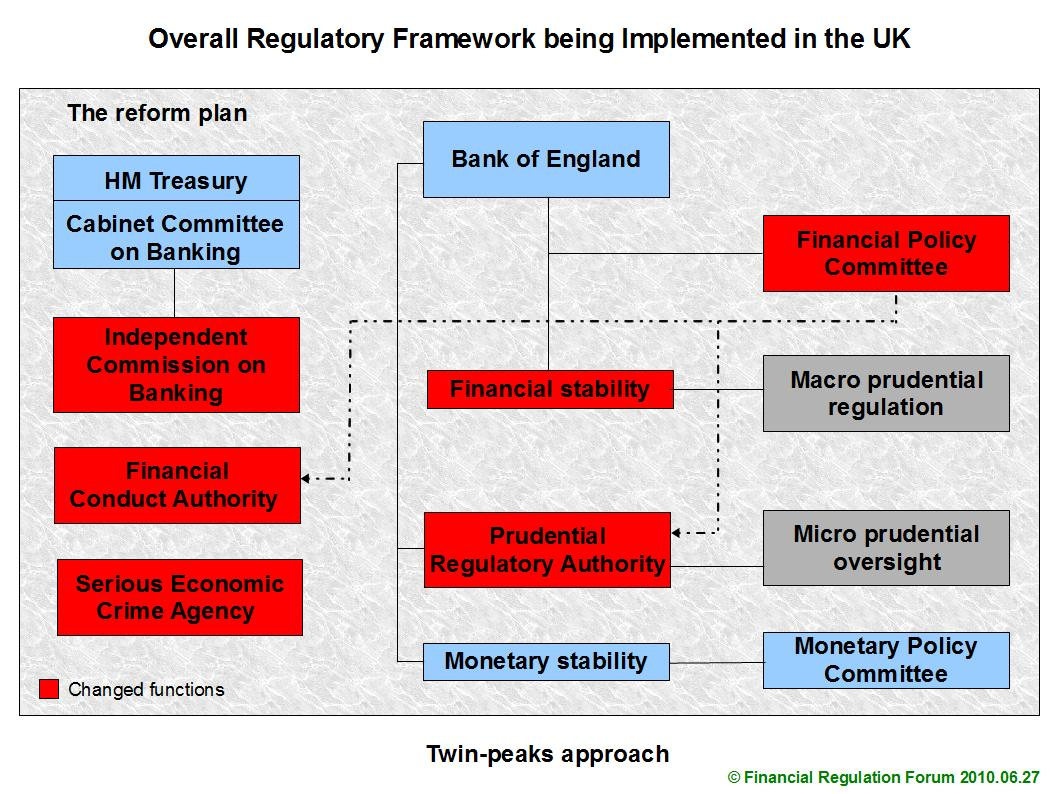 Overall Regulatory Framework being Implemented in the UK
The reform plan
HM Treasury
Cabinet Committee
on Banking
Independent
Commission on
Banking
Financial
Conduct Authority
Serious Economic
Crime Agency
Changed functions
Bank of England
Financial stability
Prudential
Regulatory Authority
Monetary stability
Financial Policy
Committee
Macro prudential
regulation
Micro prudential
oversight
Monetary Policy
Committee
Twin-peaks approach
© Financial Regulation Forum 2010.06.27